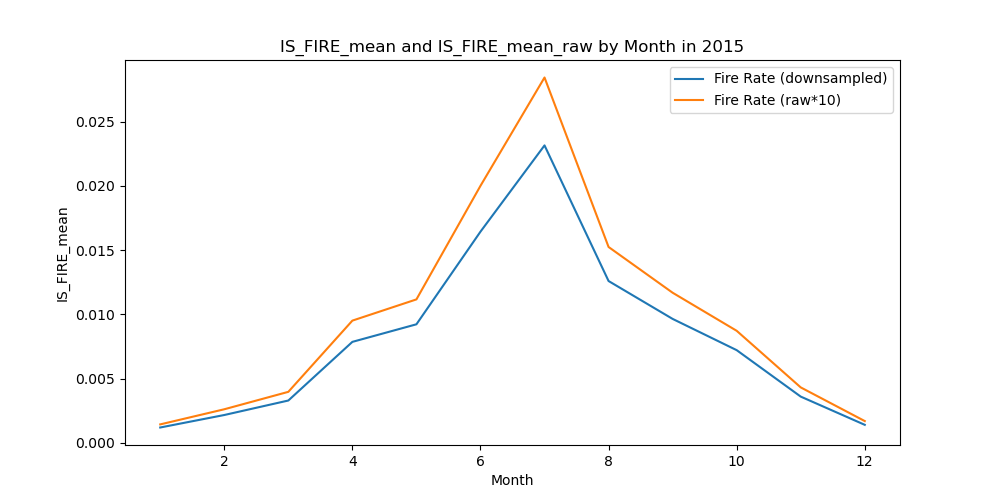 IS_FIRE_mean and IS_FIRE_mean_raw by Month in 2015
Fire Rate (downsampled)
Fire Rate (raw*10)
IS_FIRE_mean
0.025
0.020
0.015
0.010
0.005
0.000
2 4 6 8 10 12
Month